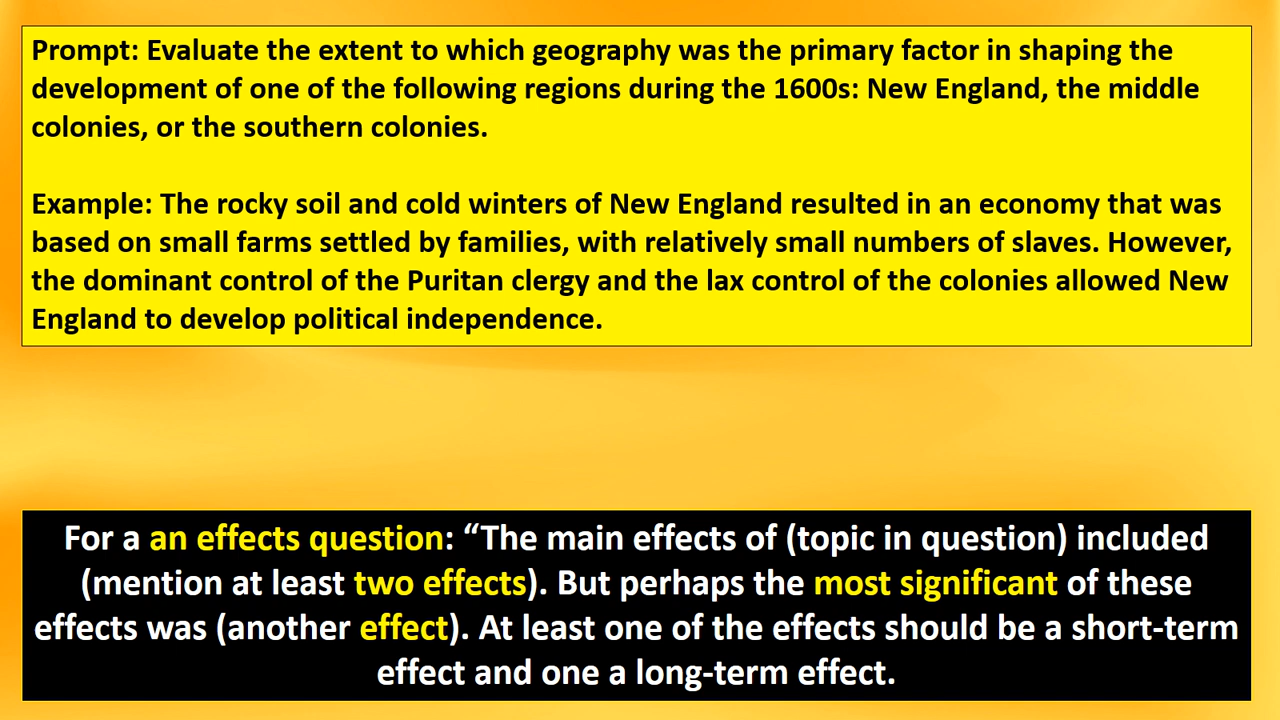 Prompt: Evaluate the extent to which geography was the primary factor in shaping the
development of one of the following regions during the 1600s: New England, the middle
colonies, or the southern colonies.
Example: The rocky soil and cold winters of New England resulted in an economy that was
based on small farms settled by families, with relatively small numbers of slaves. However,
the dominant control of the Puritan clergy and the lax control of the colonies allowed New
England to develop political independence.
For a an effects question: “The main effects of (topic in question) included
(mention at least two effects). But perhaps the most significant of these
effects was (another effect). At least one of the effects should be a short-term
effect and one a long-term effect.